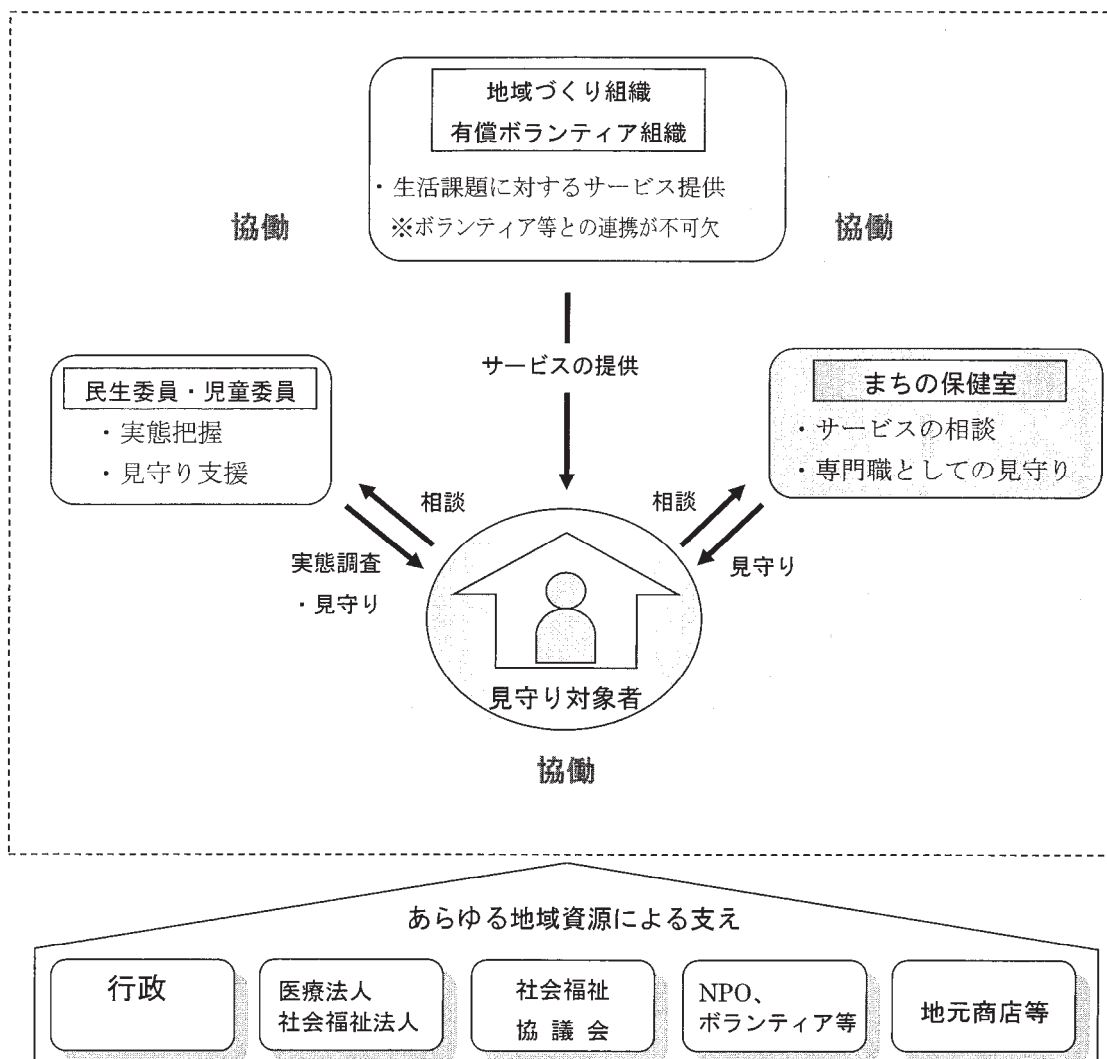 地域づくり組織
有償ボランティア組織
・生活課題に対するサービス提供
※ボランティア等との連携が不可欠
協働
協働
サービスの提供
民生委員・児童委員
・実態把握
・見守り支援
まちの保健室
・サービスの相談
・専門職としての見守り
相談
実態調査
・見守り
相談
見守り
見守り対象者
協働
あらゆる地域資源による支え
行政
医療法人
社会福祉法人
社会福祉
協議会
NPO、
ボランティア等
地元商店等